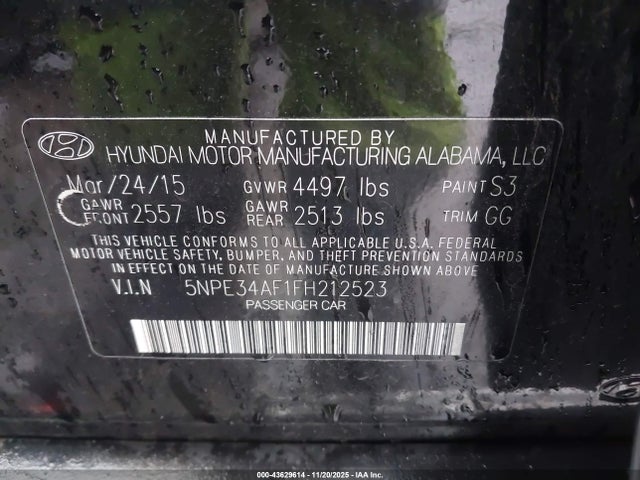 MANUFACTURED BY
HYUNDAI MOTOR MANUFACTURING ALABAMA, LLC
Mar/24/15 GVWR 4497 lbs PAINT S3
GAWR FRONT 2557 lbs GAWR REAR 2513 lbs TRIM GG
THIS VEHICLE CONFORMS TO ALL APPLICABLE U.S.A. FEDERAL
MOTOR VEHICLE SAFETY, BUMPER, AND THEFT PREVENTION STANDARDS
IN EFFECT ON THE DATE OF MANUFACTURE SHOWN ABOVE.
V.I.N 5NPE34AF1FH212523
PASSENGER CAR
000-43629614 - 11/20/2025 - IAA Inc.